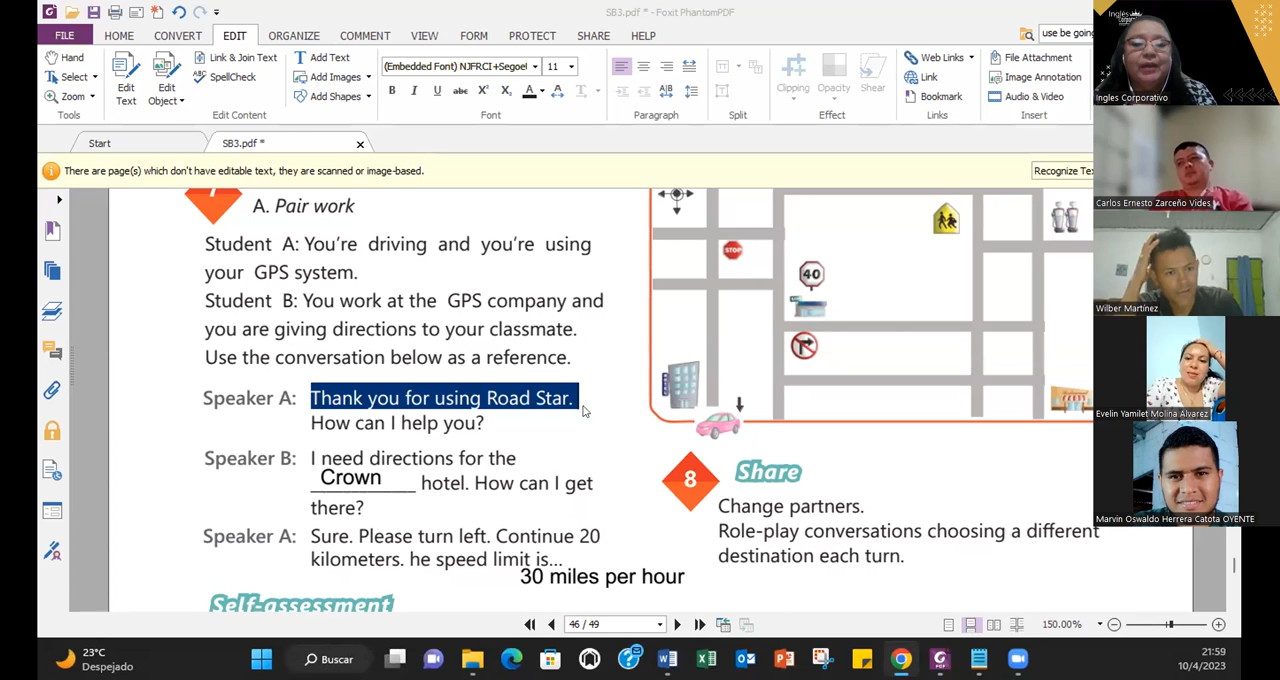 SB3.pdf * - Foxit PhantomPDF
FILE HOME CONVERT EDIT ORGANIZE COMMENT VIEW FORM PROTECT SHARE HELP
use be going
Hand
Select
Zoom
Tools
Edit Text
Edit Object
Link & Join Text
SpellCheck
Edit Content
Add Text
Add Images
Add Shapes
(Embedded Font) NJFRCI+Segoel 11
Font
Paragraph
Split
Clipping
Opacity
Shear
Effect
Web Links
Link
Bookmark
Links
File Attachment
Image Annotation
Audio & Video
Insert
Start
SB3.pdf *
There are page(s) which don't have editable text, they are scanned or image-based.
Recognize Tex
7
A. Pair work
Student A: You're driving and you're using
your GPS system.
Student B: You work at the GPS company and
you are giving directions to your classmate.
Use the conversation below as a reference.
Speaker A: Thank you for using Road Star.
How can I help you?
Speaker B: I need directions for the
Crown hotel. How can I get
there?
Speaker A: Sure. Please turn left. Continue 20
kilometers. he speed limit is...
30 miles per hour
Self-assessment
STOP
40
8
Share
Change partners.
Role-play conversations choosing a different
destination each turn.
46 / 49
150.00%
Inglés Corporativo
Ingles Corporativo
Carlos Ernesto Zarceño Vides
Wilber Martínez
Evelin Yamilet Molina Alvarez
Marvin Oswaldo Herrera Catota OYENTE
23°C
Despejado
Buscar
21:59
10/4/2023